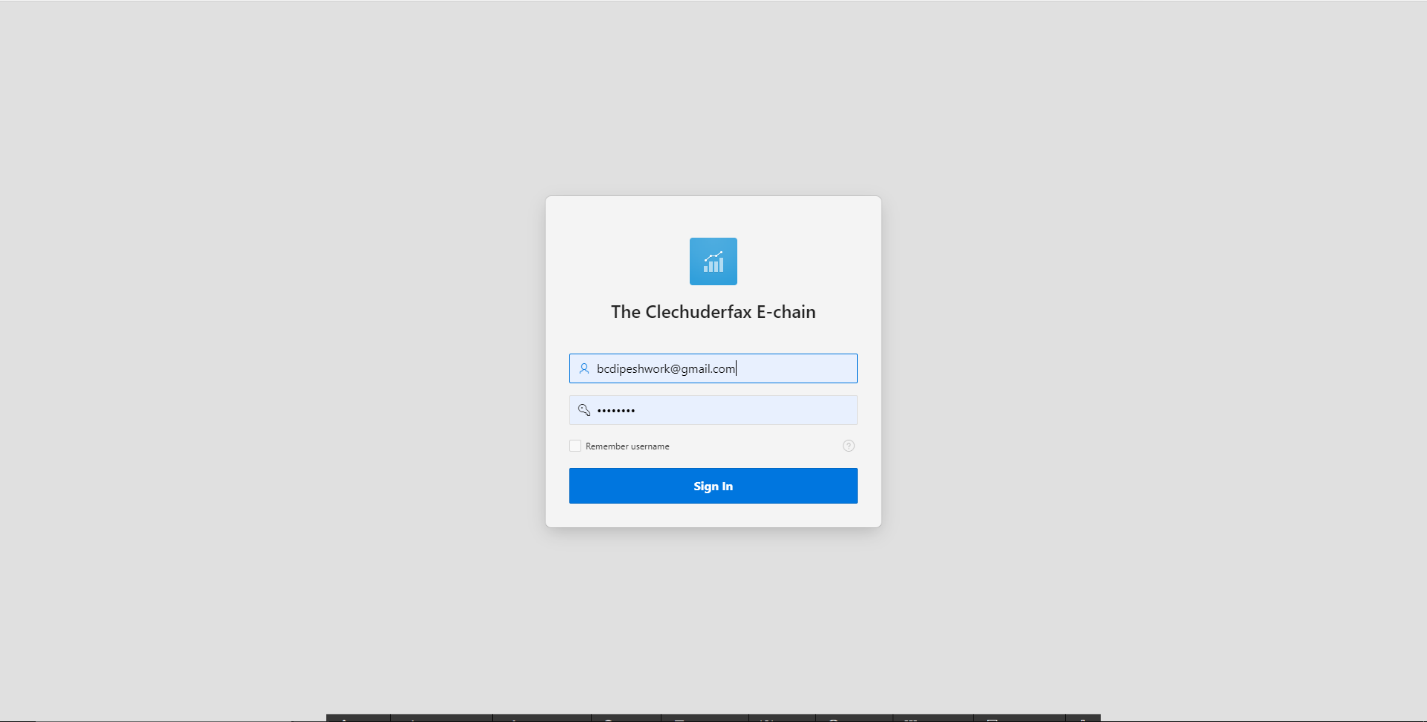 The Clechuderfax E-chain
bcdipeshwork@gmail.com
••••••••
Remember username
?
Sign In